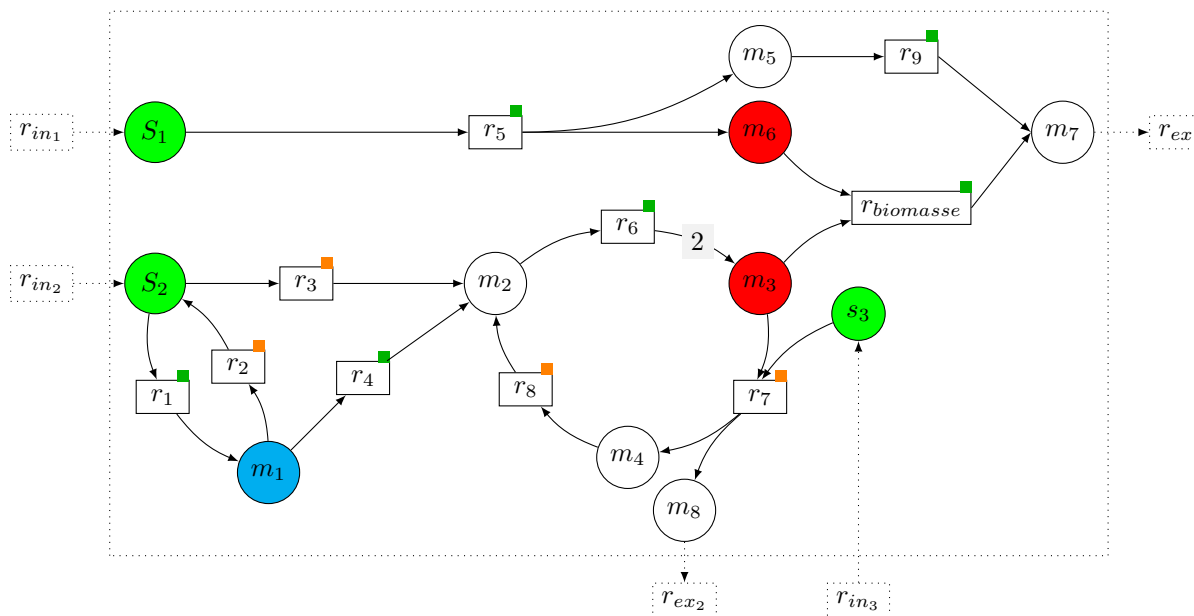 m₅
r₉
r_in₁
S₁
r₅
m₆
m₇
r_ex
r_biomasse
r₆
2
r_in₂
S₂
r₃
m₂
m₃
s₃
r₂
r₄
r₁
r₈
r₇
m₁
m₄
m₈
r_ex₂
r_in₃